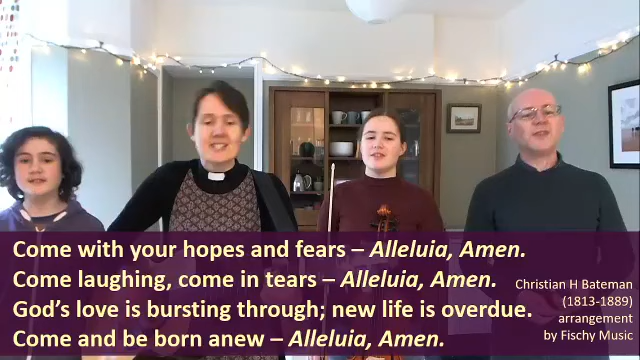 Come with your hopes and fears – Alleluia, Amen.
Come laughing, come in tears – Alleluia, Amen.
God’s love is bursting through; new life is overdue.
Come and be born anew – Alleluia, Amen.
Christian H Bateman
(1813-1889)
arrangement
by Fischy Music